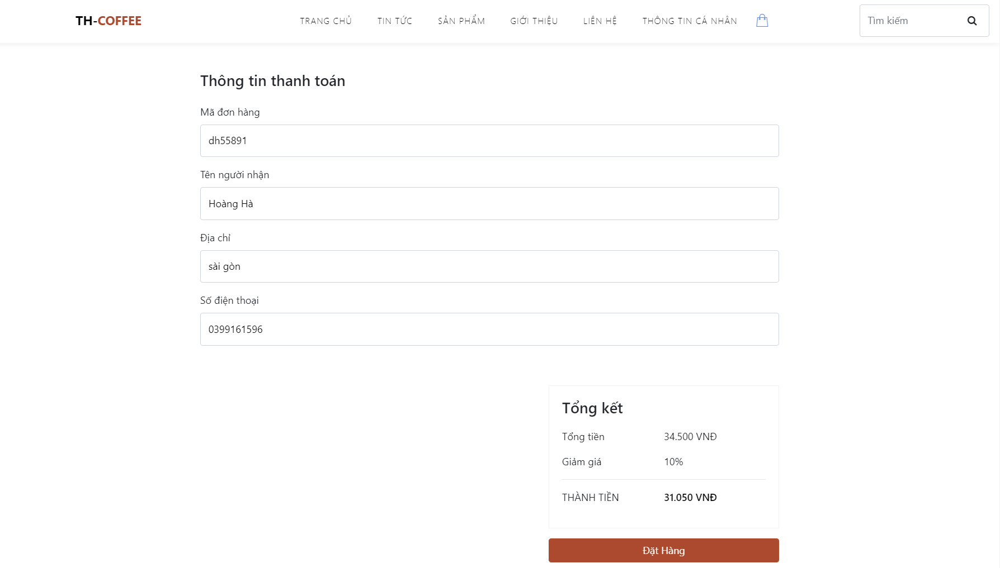 TH-COFFEE TRANG CHỦ TIN TỨC SẢN PHẨM GIỚI THIỆU LIÊN HỆ THÔNG TIN CÁ NHÂN Tìm kiếm
Thông tin thanh toán
Mã đơn hàng
dh55891
Tên người nhận
Hoàng Hà
Địa chỉ
sài gòn
Số điện thoại
0399161596
Tổng kết
Tổng tiền 34.500 VNĐ
Giảm giá 10%
THÀNH TIỀN 31.050 VNĐ
Đặt Hàng